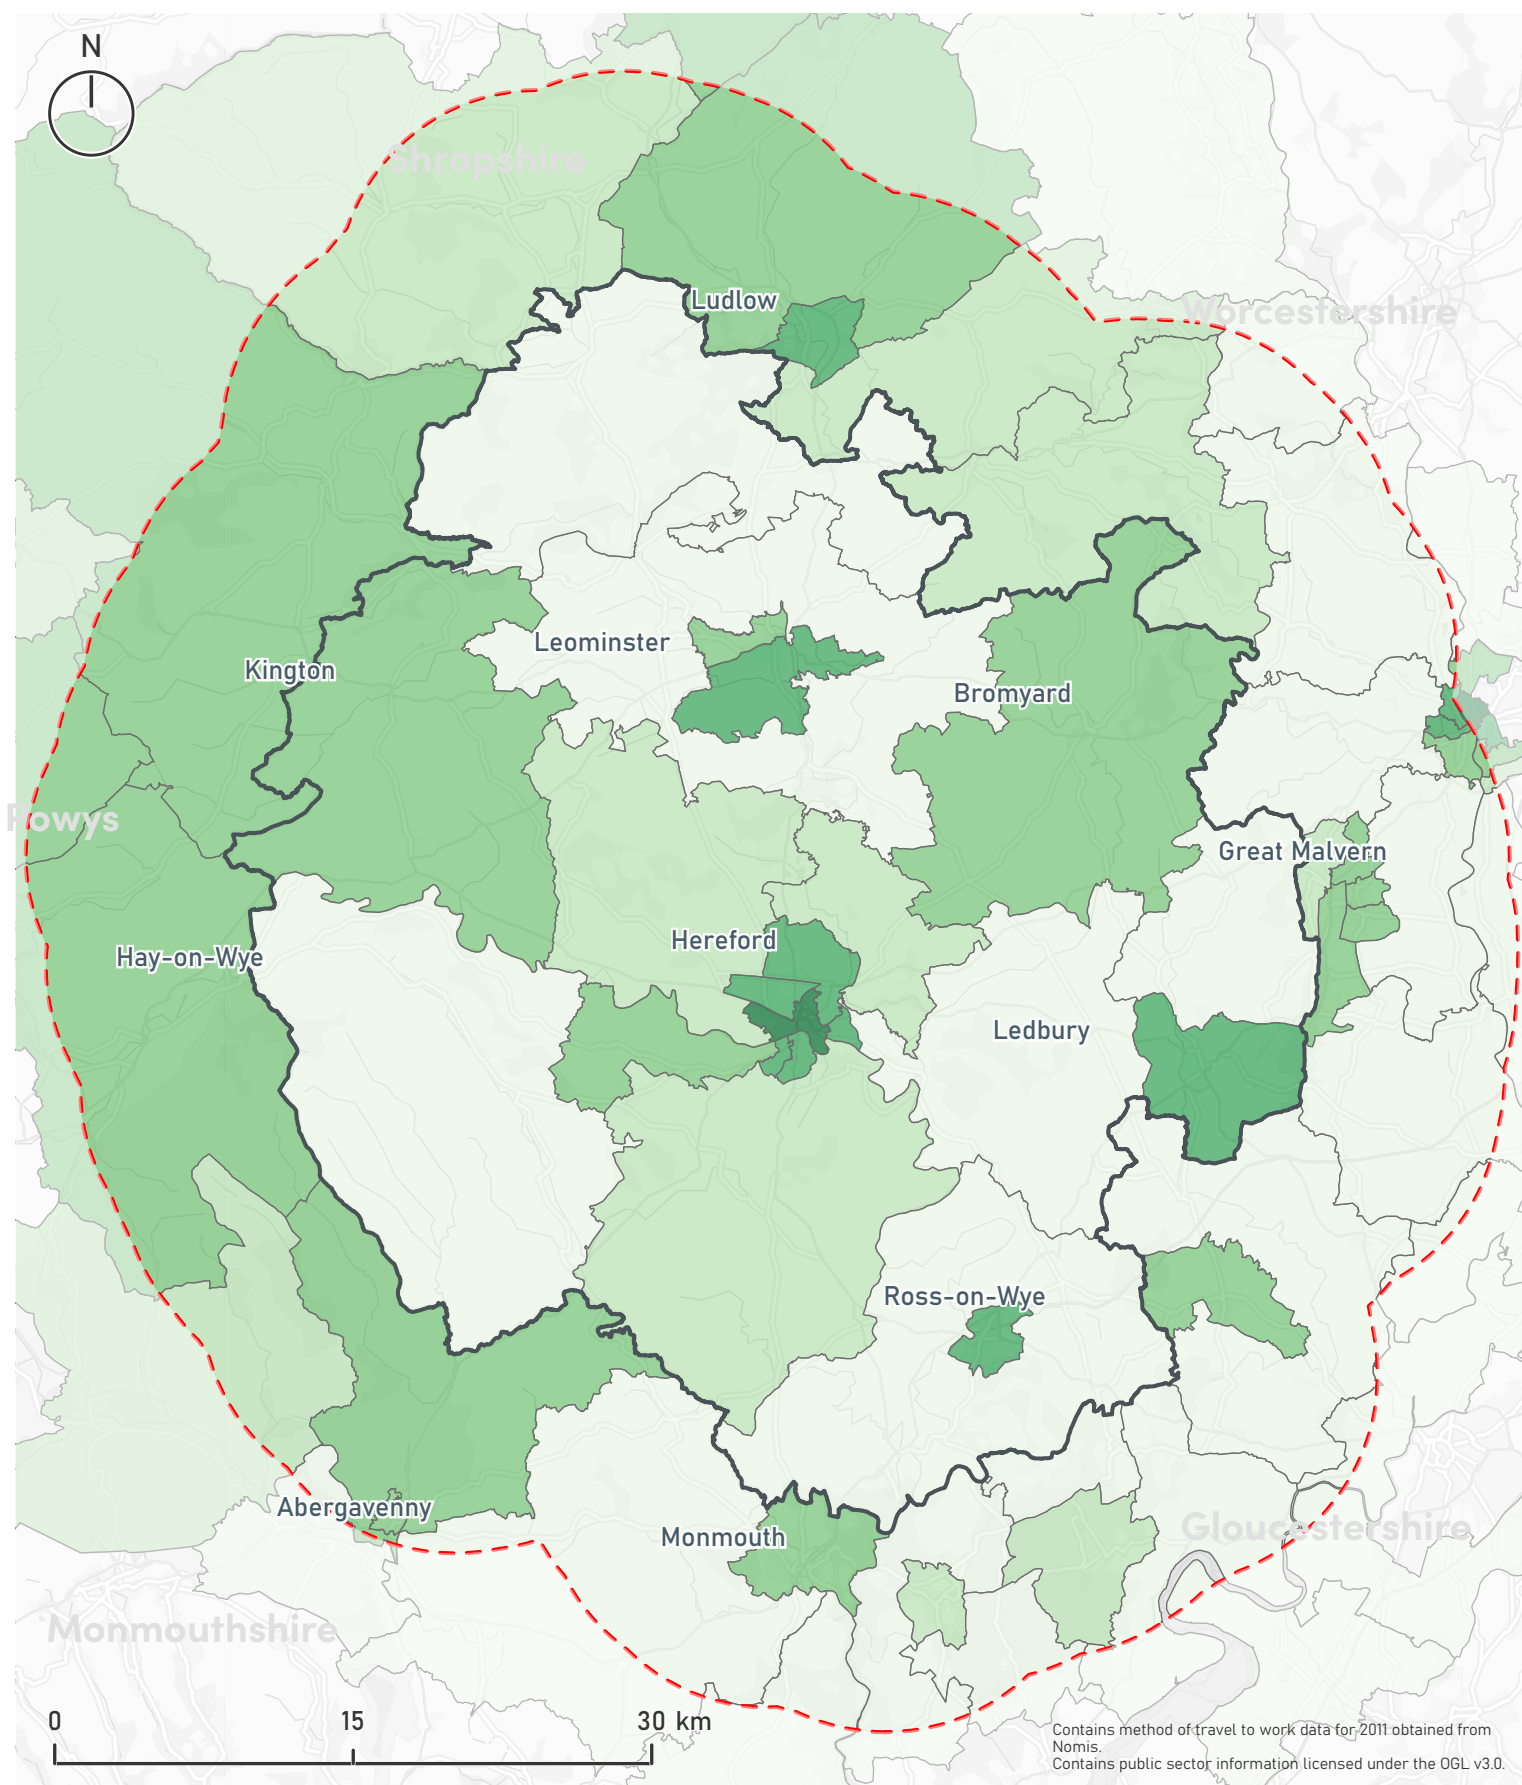 N
Shropshire
Ludlow
Worcestershire
Leominster
Kington
Bromyard
Powys
Great Malvern
Hereford
Hay-on-Wye
Ledbury
Ross-on-Wye
Abergavenny
Monmouth
Gloucestershire
Monmouthshire
0 15 30 km
Contains method of travel to work data for 2011 obtained from
Nomis.
Contains public sector information licensed under the OGL v3.0.